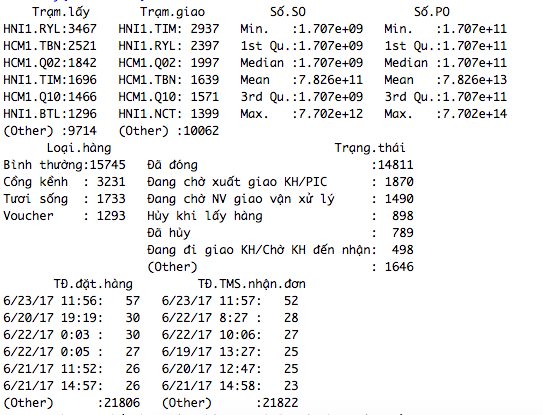 Trạm.lấy Trạm.giao Số.SO Số.PO
HNI1.RYL:3467 HNI1.TIM: 2937 Min. :1.707e+09 Min. :1.707e+11
HCM1.TBN:2521 HNI1.RYL: 2397 1st Qu.:1.707e+09 1st Qu.:1.707e+11
HCM1.Q02:1842 HCM1.Q02: 1997 Median :1.707e+09 Median :1.707e+11
HNI1.TIM:1696 HCM1.TBN: 1639 Mean :7.826e+11 Mean :7.826e+13
HCM1.Q10:1466 HCM1.Q10: 1571 3rd Qu.:1.707e+09 3rd Qu.:1.707e+11
HNI1.BTL:1296 HNI1.NCT: 1399 Max. :7.702e+12 Max. :7.702e+14
(Other) :9714 (Other) :10062
Loại.hàng Trạng.thái
Bình thường:15745 Đã đóng :14811
Cồng kềnh : 3231 Đang chờ xuất giao KH/PIC : 1870
Tươi sống : 1733 Đang chờ NV giao vận xử lý : 1490
Voucher : 1293 Hủy khi lấy hàng : 898
Đã hủy : 789
Đang đi giao KH/Chờ KH đến nhận: 498
(Other) : 1646
TĐ.đặt.hàng TĐ.TMS.nhận.đơn
6/23/17 11:56: 57 6/23/17 11:57: 52
6/20/17 19:19: 30 6/22/17 8:27 : 28
6/22/17 0:03 : 30 6/22/17 10:06: 27
6/22/17 0:05 : 27 6/19/17 13:27: 25
6/21/17 11:52: 26 6/20/17 12:47: 25
6/21/17 14:57: 26 6/21/17 14:58: 23
(Other) :21806 (Other) :21822